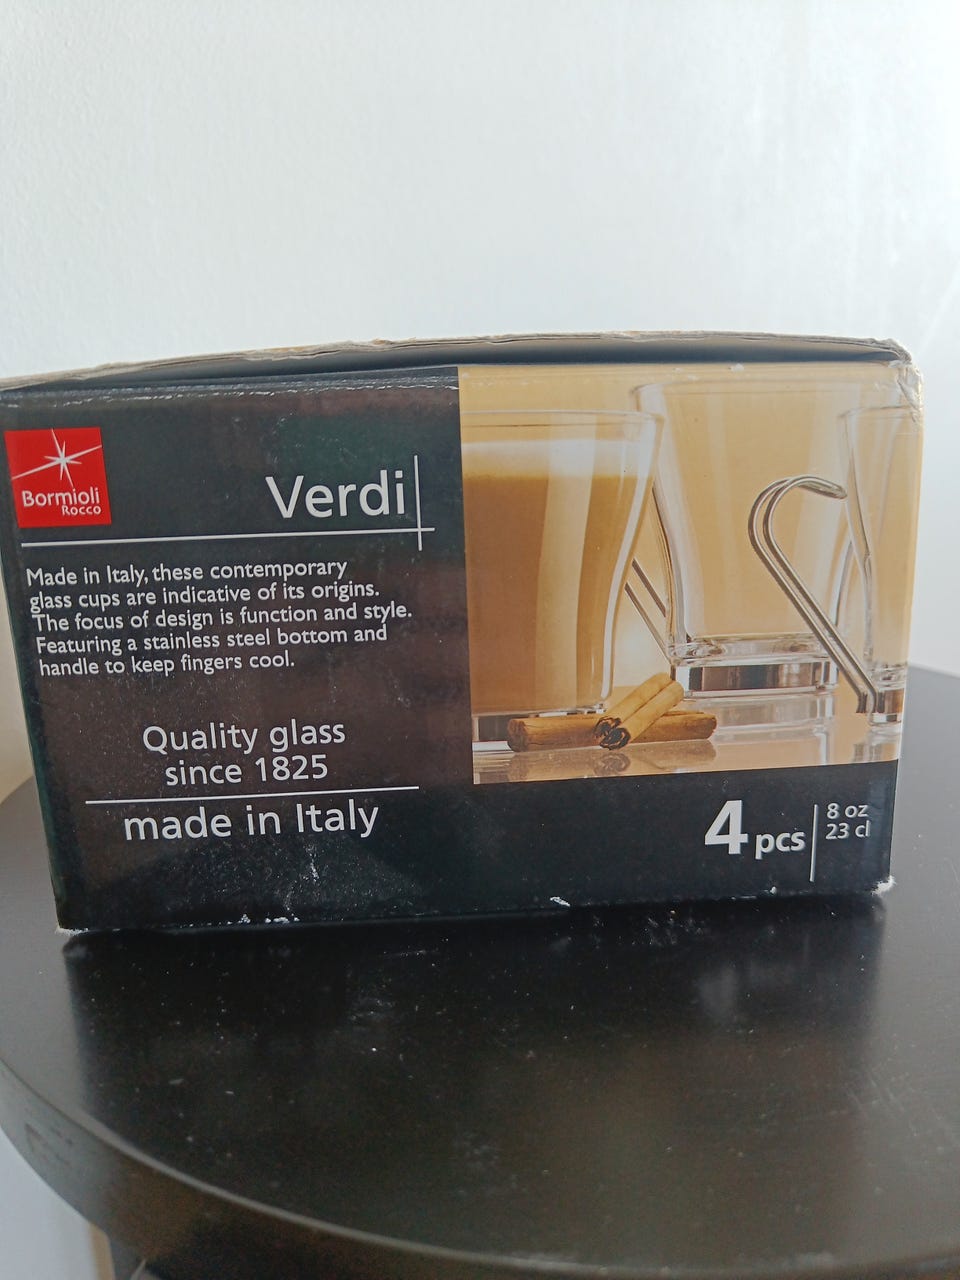 Bormioli
Rocco
Verdi
Made in Italy, these contemporary
glass cups are indicative of its origins.
The focus of design is function and style.
Featuring a stainless steel bottom and
handle to keep fingers cool.
Quality glass
since 1825
made in Italy
4 pcs
8 oz
23 cl